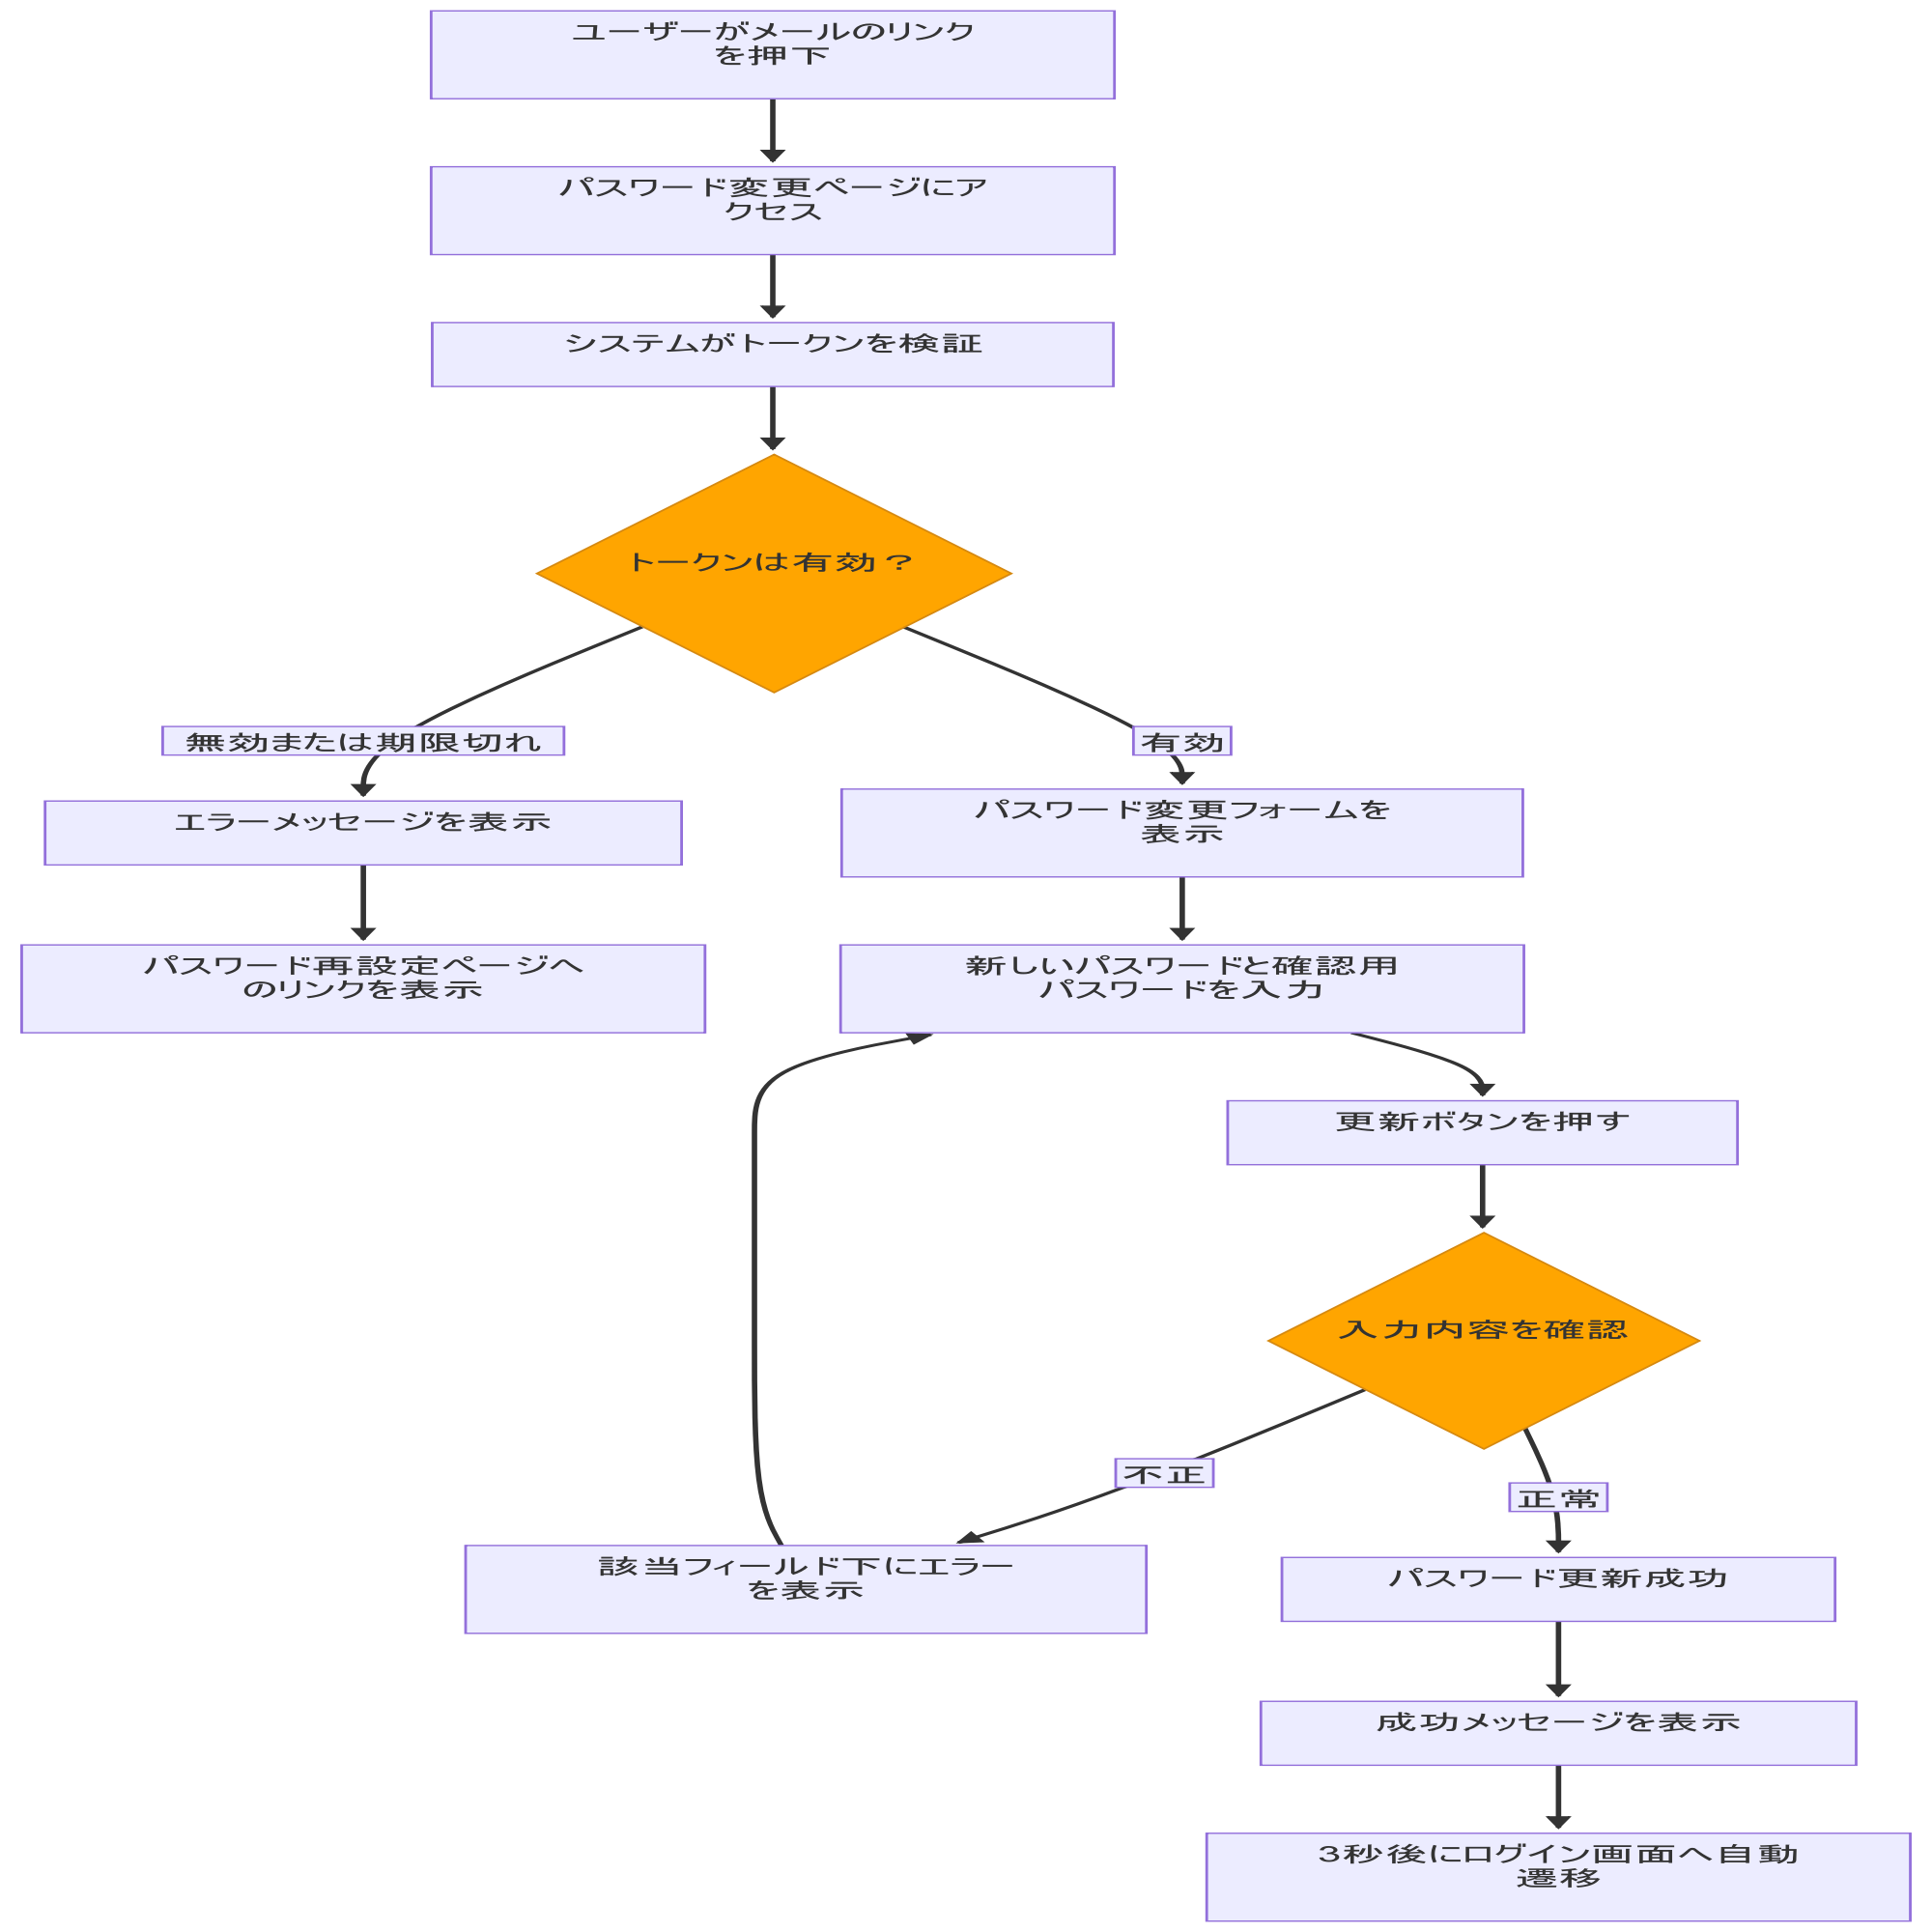 ユーザーがメールのリンク
を押下
パスワード変更ページにア
クセス
システムがトークンを検証
トークンは有効？
無効または期限切れ
有効
エラーメッセージを表示
パスワード変更フォームを
表示
パスワード再設定ページへ
のリンクを表示
新しいパスワードと確認用
パスワードを入力
更新ボタンを押す
入力内容を確認
不正
正常
該当フィールド下にエラー
を表示
パスワード更新成功
成功メッセージを表示
3秒後にログイン画面へ自動
遷移